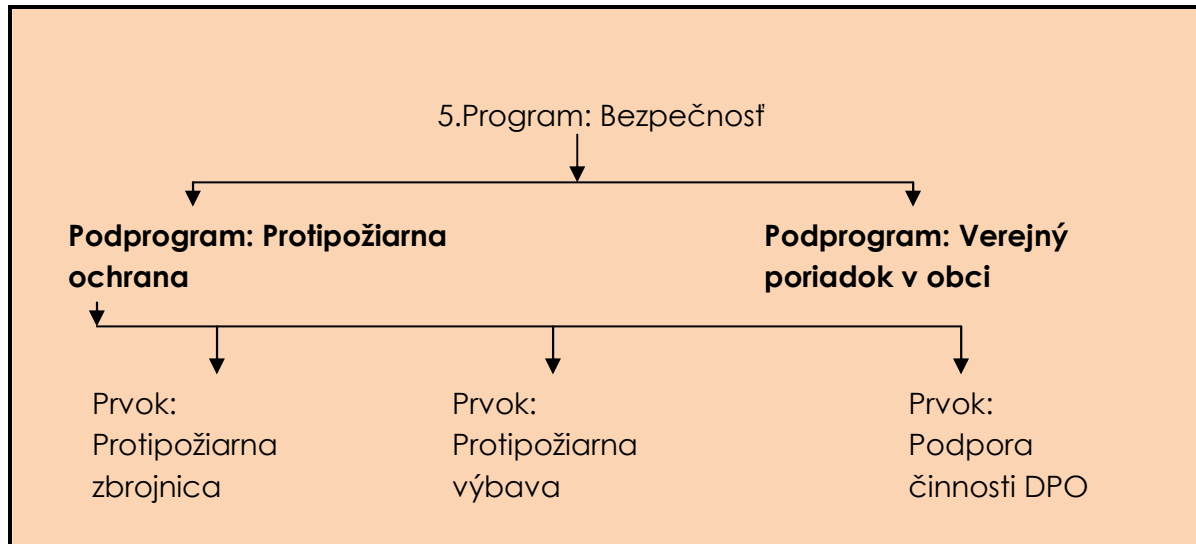 5.Program: Bezpečnosť
Podprogram: Protipožiarna
ochrana
Podprogram: Verejný
poriadok v obci
Prvok:
Protipožiarna
zbrojnica
Prvok:
Protipožiarna
výbava
Prvok:
Podpora
činnosti DPO